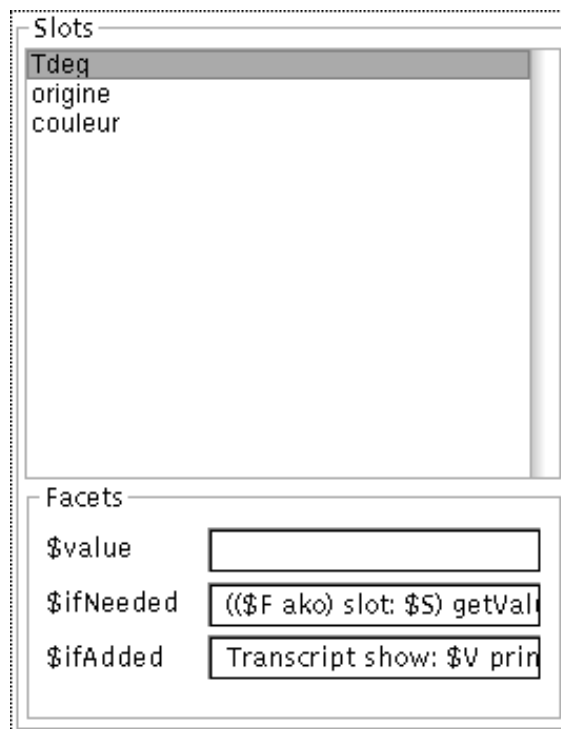 Slots
Tdeg
origine
couleur
Facets
$value
$ifNeeded (($F ako) slot: $S) getVal
$ifAdded Transcript show: $V prin